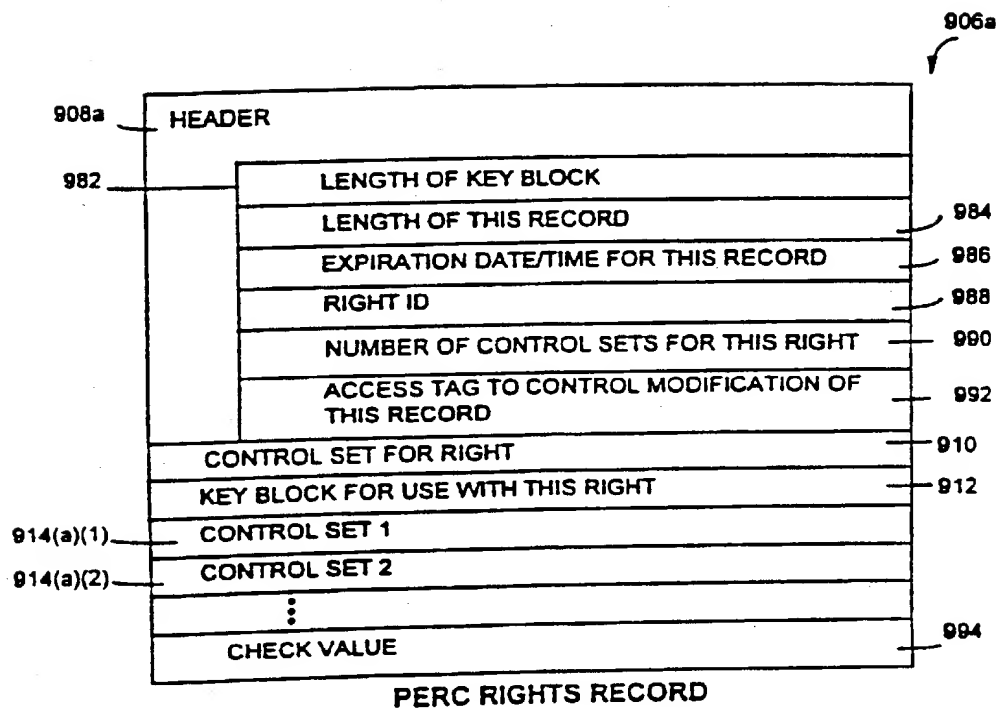 906a
908a HEADER
982 LENGTH OF KEY BLOCK
LENGTH OF THIS RECORD 984
EXPIRATION DATE/TIME FOR THIS RECORD 986
RIGHT ID 988
NUMBER OF CONTROL SETS FOR THIS RIGHT 990
ACCESS TAG TO CONTROL MODIFICATION OF
THIS RECORD 992
CONTROL SET FOR RIGHT 910
KEY BLOCK FOR USE WITH THIS RIGHT 912
914(a)(1) CONTROL SET 1
914(a)(2) CONTROL SET 2
CHECK VALUE 994
PERC RIGHTS RECORD